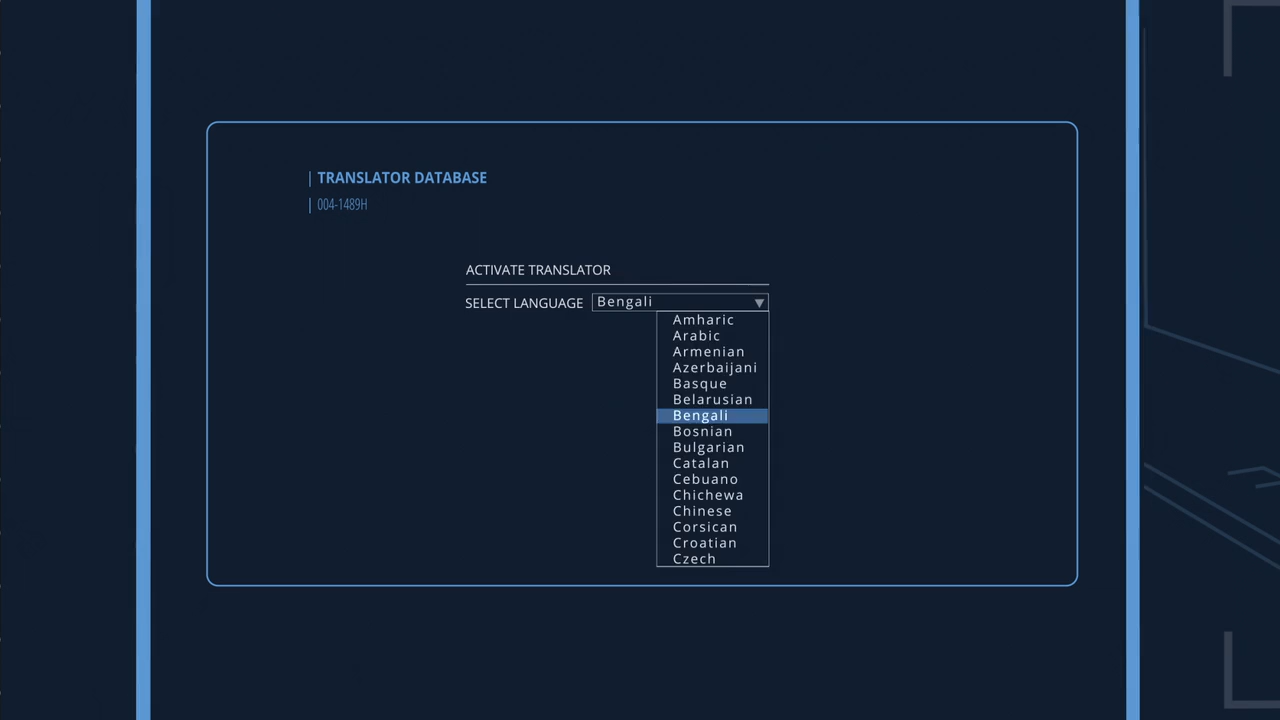 | TRANSLATOR DATABASE
| 004-1489H
ACTIVATE TRANSLATOR
SELECT LANGUAGE Bengali
Amharic
Arabic
Armenian
Azerbaijani
Basque
Belarusian
Bengali
Bosnian
Bulgarian
Catalan
Cebuano
Chichewa
Chinese
Corsican
Croatian
Czech